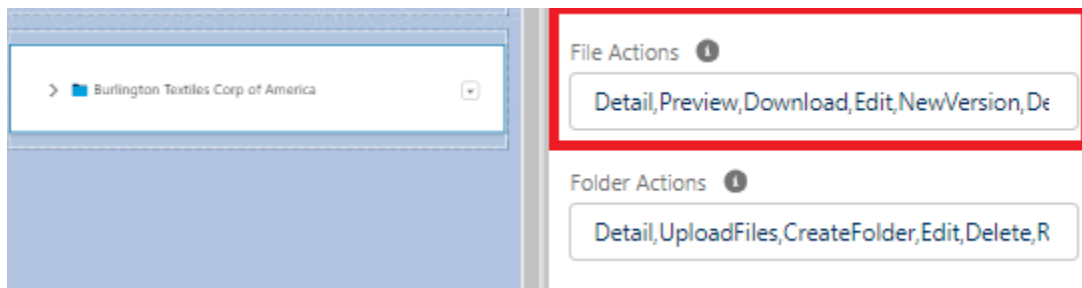 Burlington Textiles Corp of America
File Actions
Detail,Preview,Download,Edit,NewVersion,De
Folder Actions
Detail,UploadFiles,CreateFolder,Edit,Delete,R